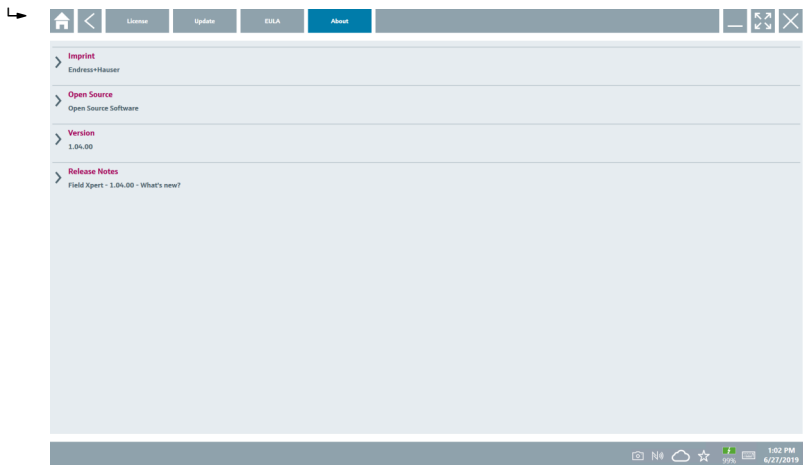 License Update EULA About
Imprint
Endress+Hauser
Open Source
Open Source Software
Version
1.04.00
Release Notes
Field Xpert - 1.04.00 - What's new?
99%
1:02 PM
6/27/2019